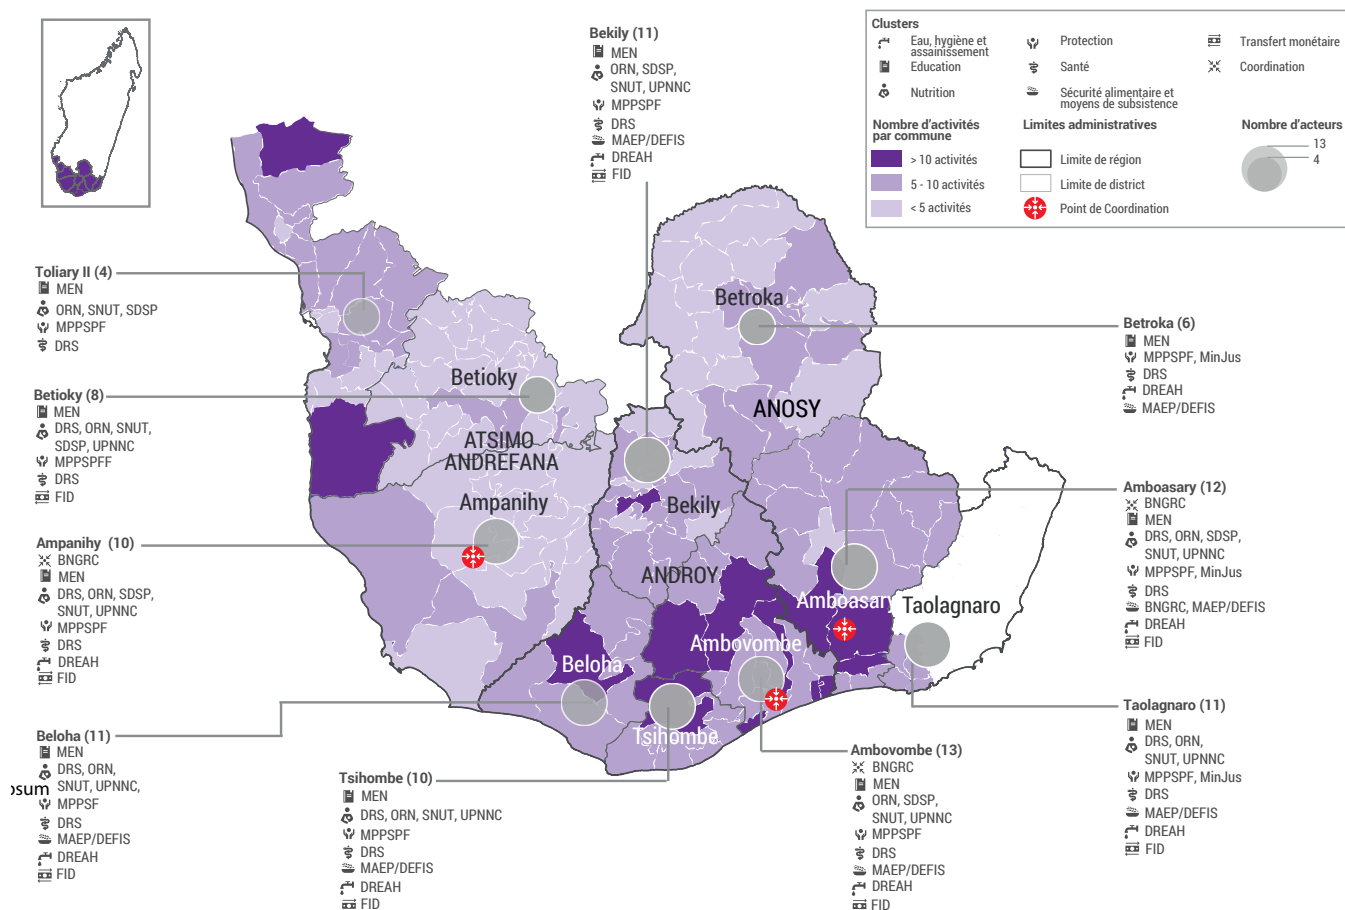 Bekily (11)
MEN
ORN, SDSP,
SNUT, UPNNC
MPPSPF
DRS
MAEP/DEFIS
DREAH
FID
Clusters
Eau, hygiène et
assainissement
Education
Nutrition
Protection
Santé
Sécurité alimentaire et
moyens de subsistence
Transfert monétaire
Coordination
Nombre d'activités
par commune
> 10 activités
5 - 10 activités
< 5 activités
Limites administratives
Limite de région
Limite de district
Point de Coordination
Nombre d'acteurs
13
4
Toliary II (4)
MEN
ORN, SNUT, SDSP
MPPSPF
DRS
Betioky (8)
MEN
DRS, ORN, SNUT,
SDSP, UPNNC
MPPSPFF
DRS
FID
Ampanihy (10)
BNGRC
MEN
DRS, ORN, SDSP,
SNUT, UPNNC
MPPSPF
DRS
DREAH
FID
Beloha (11)
MEN
DRS, ORN,
SNUT, UPNNC,
osum
MPPSF
DRS
MAEP/DEFIS
DREAH
FID
Tsihombe (10)
MEN
DRS, ORN, SNUT, UPNNC
MPPSPF
DRS
MAEP/DEFIS
DREAH
FID
Ambovombe (13)
BNGRC
MEN
ORN, SDSP,
SNUT, UPNNC
MPPSPF
DRS
MAEP/DEFIS
DREAH
FID
Betroka (6)
MEN
MPPSPF, MinJus
DRS
DREAH
MAEP/DEFIS
Amboasary (12)
BNGRC
MEN
DRS, ORN, SDSP,
SNUT, UPNNC
MPPSPF, MinJus
DRS
BNGRC, MAEP/DEFIS
DREAH
FID
Taolagnaro (11)
MEN
DRS, ORN,
SNUT, UPNNC
MPPSPF, MinJus
DRS
MAEP/DEFIS
DREAH
FID
Betroka
Betioky
ANOSY
ATSIMO
ANDREFANA
Ampanihy
Bekily
ANDROY
Amboasary
Taolagnaro
Ambovombe
Beloha
Tsihombe